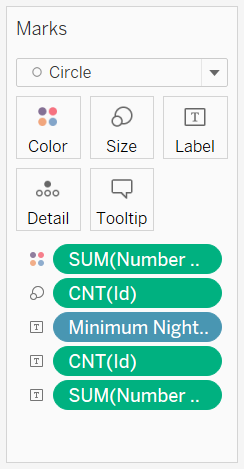 Marks
Circle
Color Size Label
Detail Tooltip
SUM(Number ..
CNT(Id)
Minimum Night..
CNT(Id)
SUM(Number ..